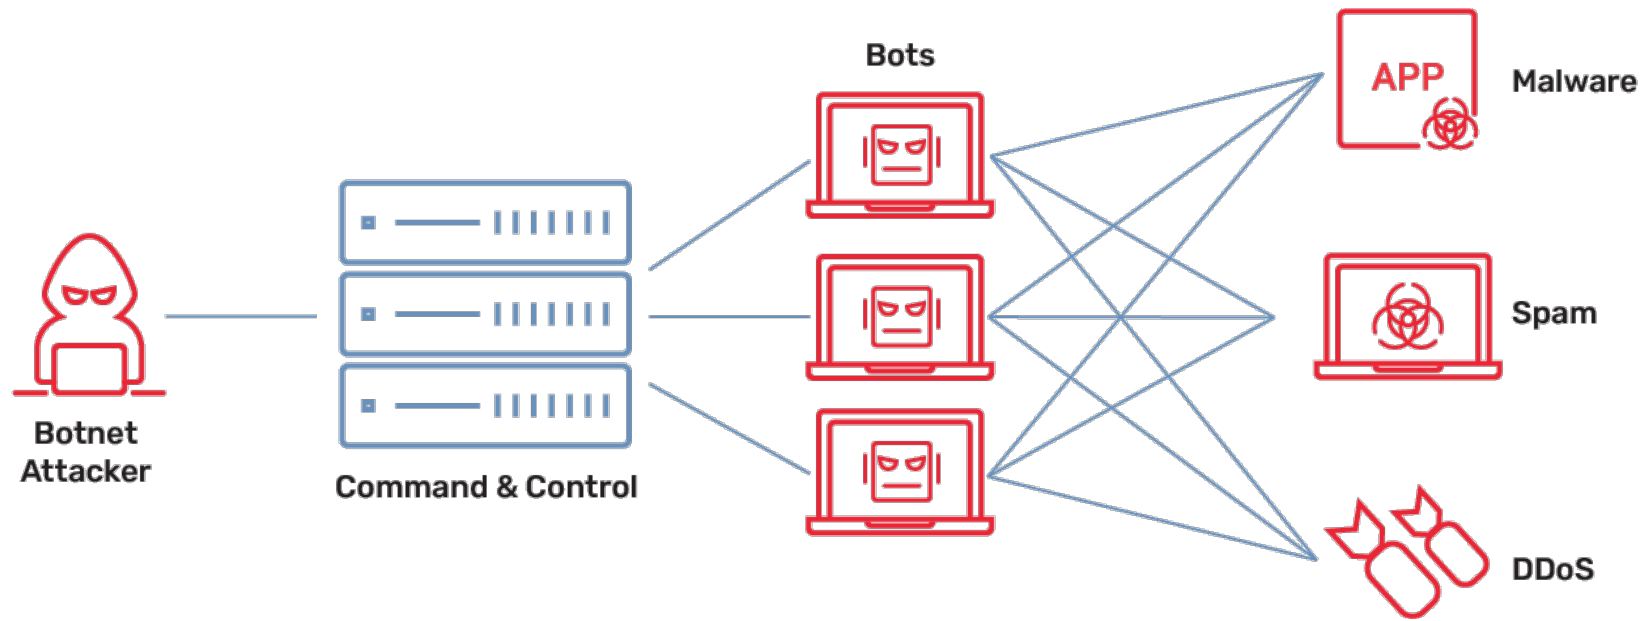 Bots
APP
Malware
Spam
Botnet
Attacker
Command & Control
DDoS